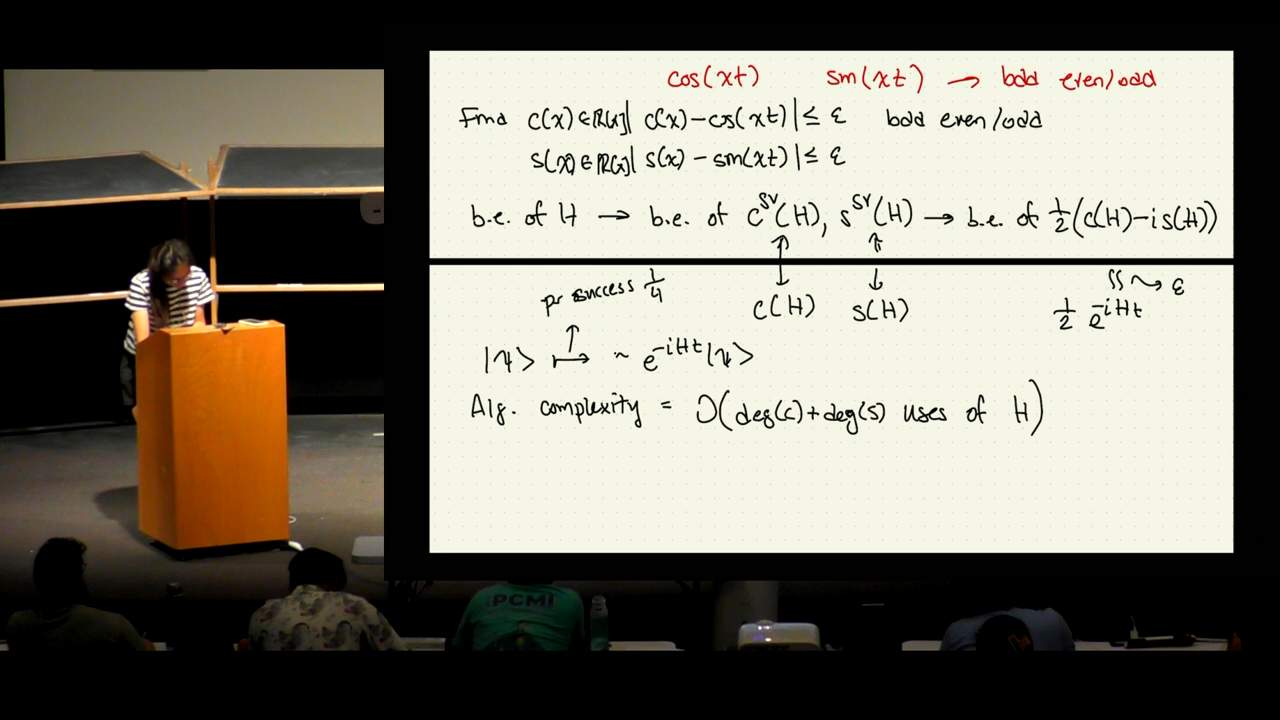 cos(xt) sin(xt) → bdd even/odd
Find c(x) ∈ ℝ[x] | c(x) - cos(xt) | ≤ ε bdd even/odd
s(x) ∈ ℝ[x] | s(x) - sin(xt) | ≤ ε
b.e. of H → b.e. of c^{SV}(H), s^{SV}(H) → b.e. of 1/2 (c(H) - i s(H))
pr success 1/4
c(H) s(H) 1/2 e^{-iHt} ε
|ψ> ↦ ~ e^{-iHt} |ψ>
Alg. complexity = O(deg(c)+deg(s) uses of H)
PCMI